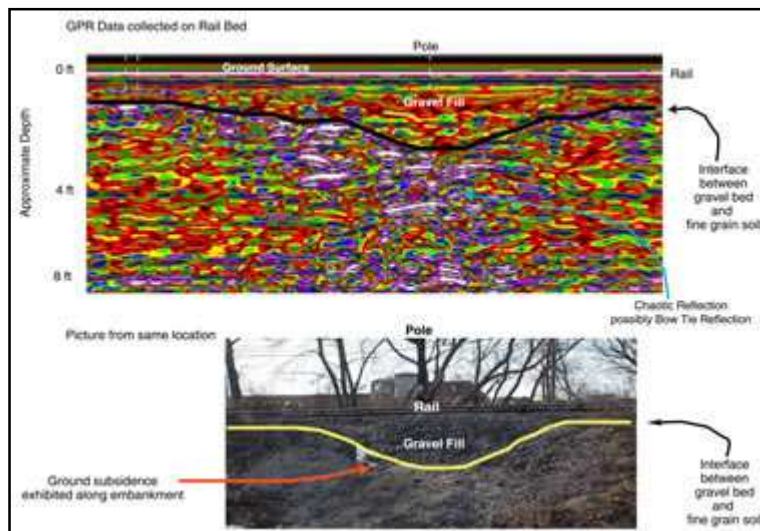 GPR Data collected on Rail Bed
Pole
0 ft
Ground Surface
Rail
Gravel Fill
Approximate Depth
4 ft
8 ft
Interface
between
gravel bed
and
fine grain soil
Chaotic Reflection
possibly Bow Tie Reflection
Picture from same location
Pole
Rail
Gravel Fill
Ground subsidence
exhibited along embankment
Interface
between
gravel bed
and
fine grain soil